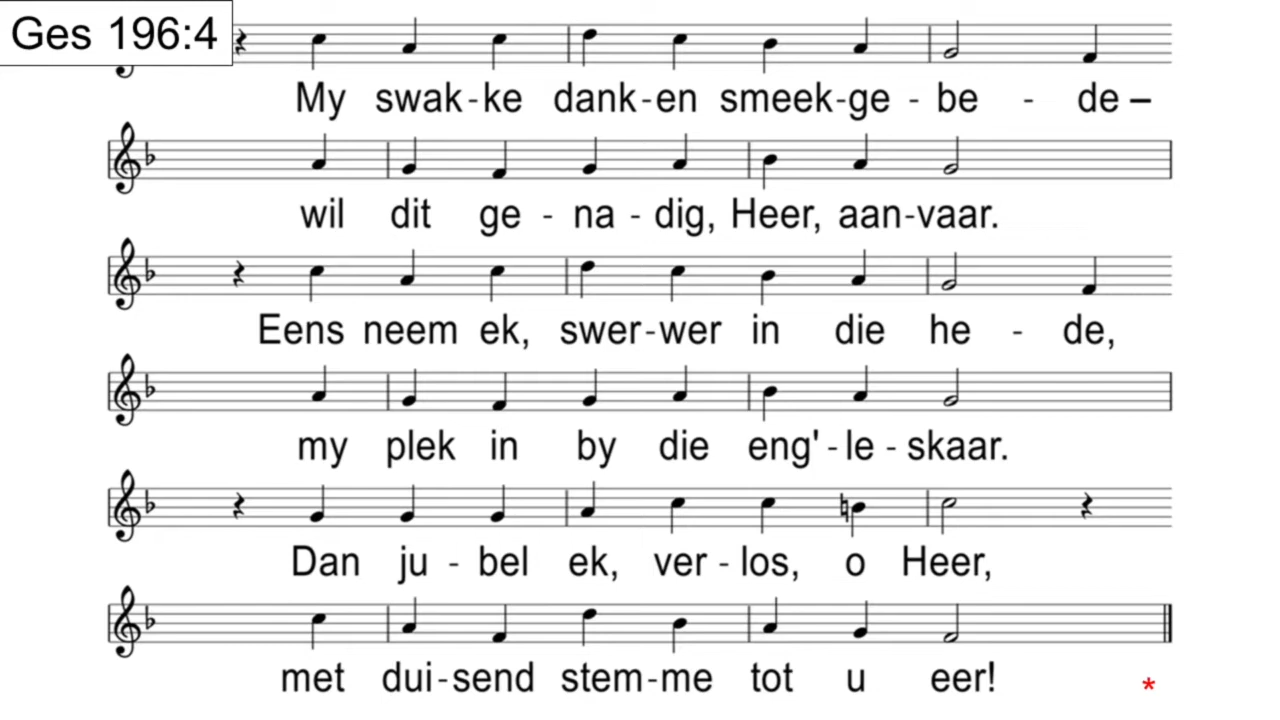 Ges 196:4
My swak-ke dank-en smeek-ge - be - de –
wil dit ge - na - dig, Heer, aan-vaar.
Eens neem ek, swer-wer in die he - de,
my plek in by die eng'-le - skaar.
Dan ju - bel ek, ver - los, o Heer,
met dui-send stem-me tot u eer! *